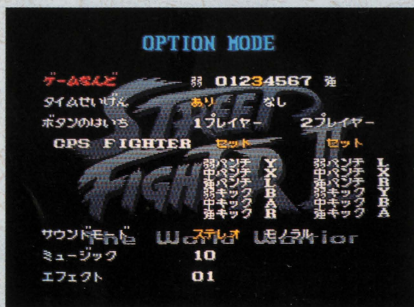 OPTION MODE
ゲームなんど 弱 01234567 強
タイムせいげん あり なし
ボタンのはいち 1プレイヤー 2プレイヤー
CPS FIGHTER セット セット
弱パンチ Y 弱パンチ L
中パンチ X 中パンチ X
強パンチ L 強パンチ R
弱キック B 弱キック Y
中キック A 中キック B
強キック R 強キック A
STREET FIGHTER II
The World Warrior
サウンドモード ステレオ モノラル
ミュージック 10
エフェクト 01